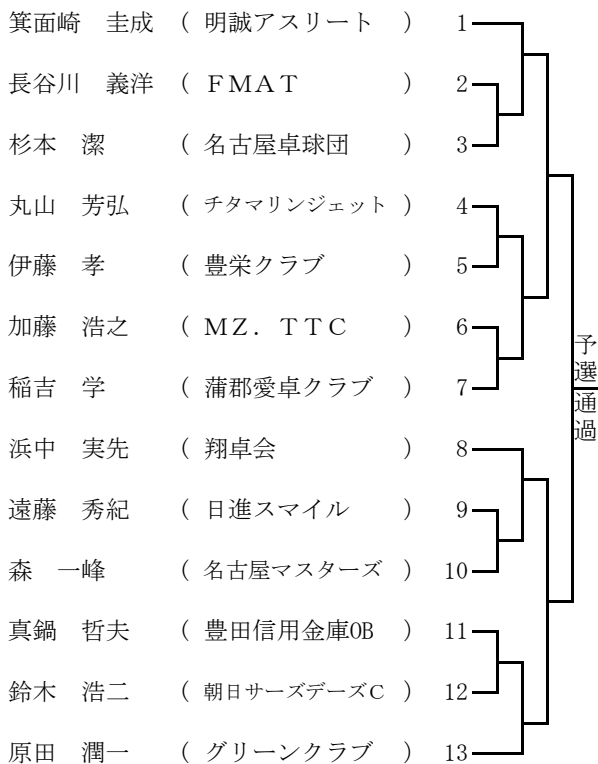 箕面崎　圭成　（ 明誠アスリート　） 1
長谷川　義洋　（ ＦＭＡＴ　） 2
杉本　潔　（ 名古屋卓球団　） 3
丸山　芳弘　（ チタマリンジェット ） 4
伊藤　孝　（ 豊栄クラブ　） 5
加藤　浩之　（ ＭＺ．ＴＴＣ　） 6
稲吉　学　（ 蒲郡愛卓クラブ　） 7
浜中　実先　（ 翔卓会　） 8
遠藤　秀紀　（ 日進スマイル　） 9
森　一峰　（ 名古屋マスターズ　） 10
真鍋　哲夫　（ 豊田信用金庫OB　） 11
鈴木　浩二　（ 朝日サーズデーズC　） 12
原田　潤一　（ グリーンクラブ　） 13
予選通過